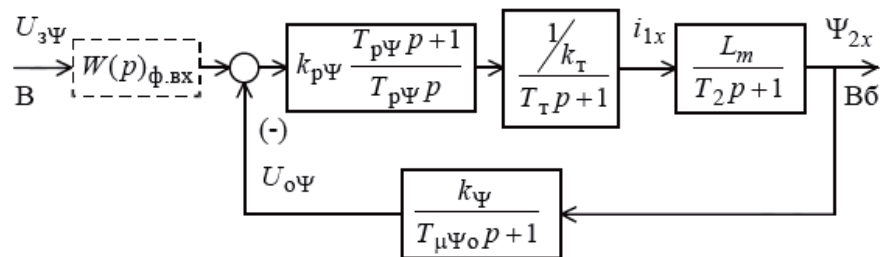 U_зΨ
В
W(p)_ф.вх
(-)
k_рΨ (T_рΨ p+1)/(T_рΨ p)
(1/k_т)/(T_т p+1)
i_1x
L_m/(T_2 p+1)
Ψ_2x
Вб
U_оΨ
k_Ψ/(T_μΨо p+1)